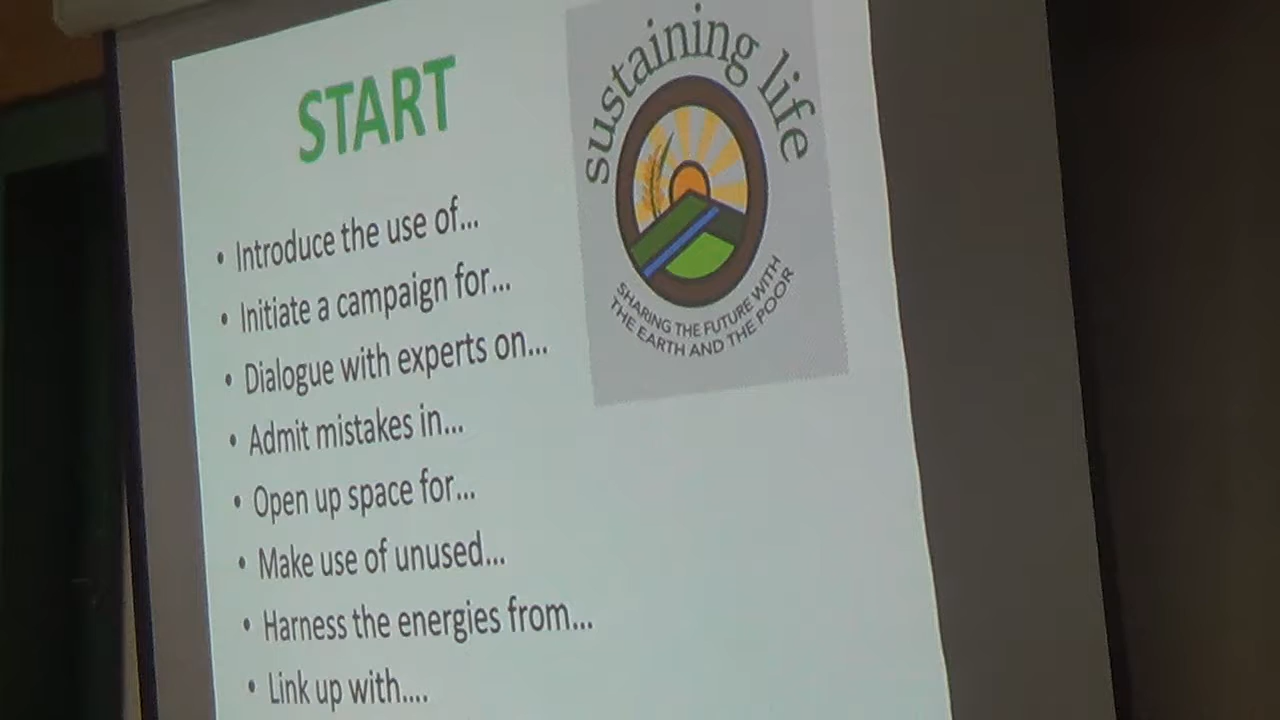 START
sustaining life
SHARING THE FUTURE WITH
THE EARTH AND THE POOR
• Introduce the use of...
• Initiate a campaign for...
• Dialogue with experts on...
• Admit mistakes in...
• Open up space for...
• Make use of unused...
• Harness the energies from...
• Link up with....